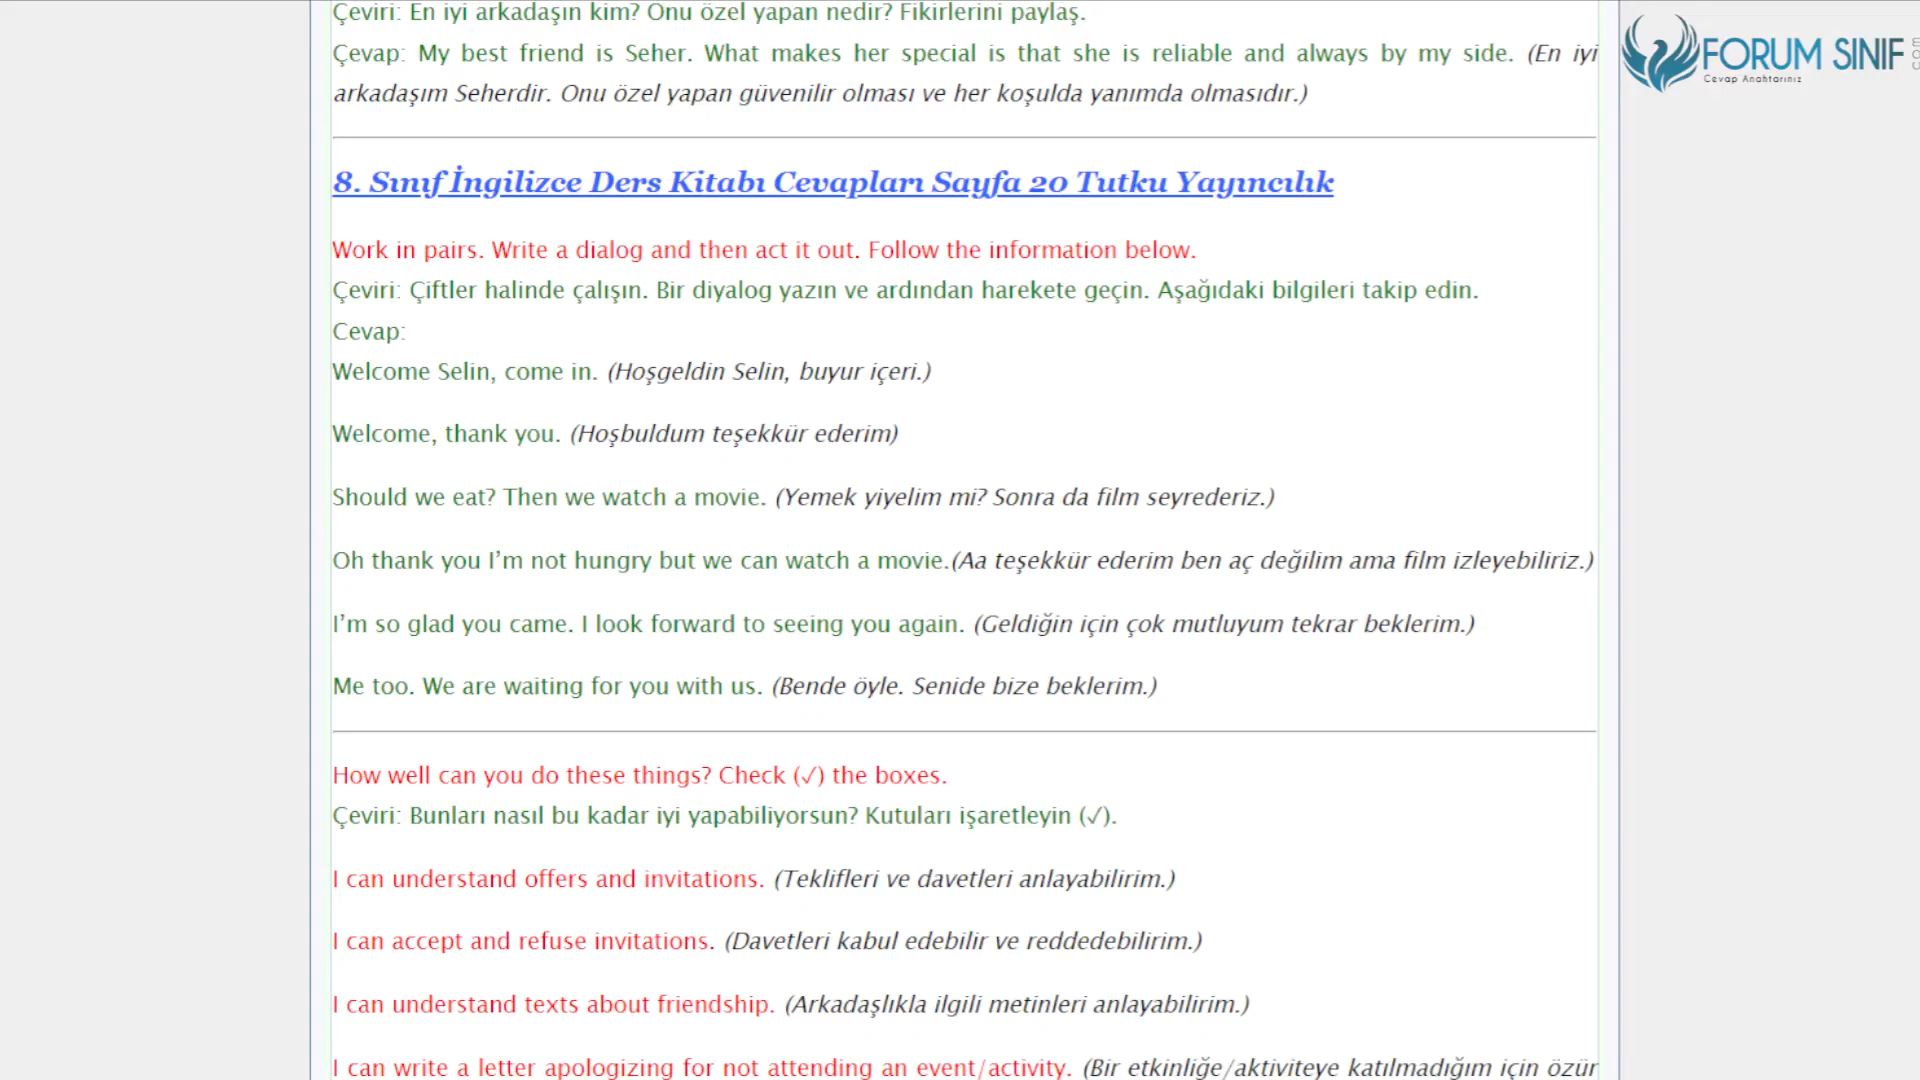 Çeviri: En iyi arkadaşın kim? Onu özel yapan nedir? Fikirlerini paylaş.
Çevap: My best friend is Seher. What makes her special is that she is reliable and always by my side. (En iyi
arkadaşım Seherdir. Onu özel yapan güvenilir olması ve her koşulda yanımda olmasıdır.)
FORUM SINIF
Cevap Anahtarınız
8. Sınıf İngilizce Ders Kitabı Cevapları Sayfa 20 Tutku Yayıncılık
Work in pairs. Write a dialog and then act it out. Follow the information below.
Çeviri: Çiftler halinde çalışın. Bir diyalog yazın ve ardından harekete geçin. Aşağıdaki bilgileri takip edin.
Cevap:
Welcome Selin, come in. (Hoşgeldin Selin, buyur içeri.)
Welcome, thank you. (Hoşbuldum teşekkür ederim)
Should we eat? Then we watch a movie. (Yemek yiyelim mi? Sonra da film seyrederiz.)
Oh thank you I’m not hungry but we can watch a movie.(Aa teşekkür ederim ben aç değilim ama film izleyebiliriz.)
I’m so glad you came. I look forward to seeing you again. (Geldiğin için çok mutluyum tekrar beklerim.)
Me too. We are waiting for you with us. (Bende öyle. Senide bize beklerim.)
How well can you do these things? Check (✓) the boxes.
Çeviri: Bunları nasıl bu kadar iyi yapabiliyorsun? Kutuları işaretleyin (✓).
I can understand offers and invitations. (Teklifleri ve davetleri anlayabilirim.)
I can accept and refuse invitations. (Davetleri kabul edebilir ve reddedebilirim.)
I can understand texts about friendship. (Arkadaşlıkla ilgili metinleri anlayabilirim.)
I can write a letter apologizing for not attending an event/activity. (Bir etkinliğe/aktiviteye katılmadığım için özür